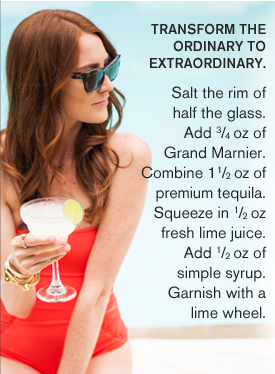 TRANSFORM THE
ORDINARY TO
EXTRAORDINARY.
Salt the rim of
half the glass.
Add ¾ oz of
Grand Marnier.
Combine 1 ½ oz of
premium tequila.
Squeeze in ½ oz
fresh lime juice.
Add ½ oz of
simple syrup.
Garnish with a
lime wheel.